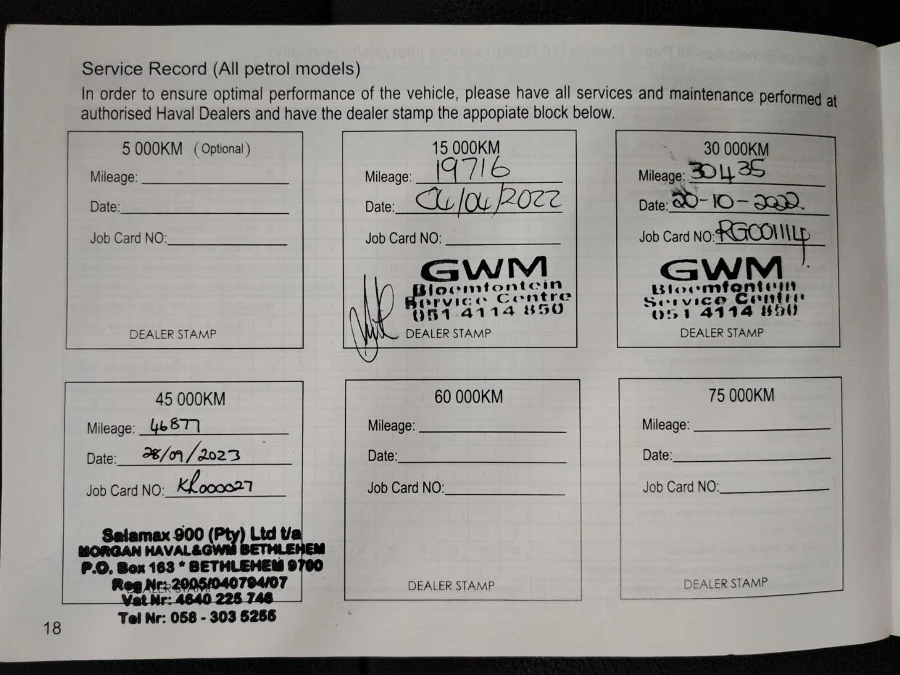 Service Record (All petrol models)
In order to ensure optimal performance of the vehicle, please have all services and maintenance performed at
authorised Haval Dealers and have the dealer stamp the appopiate block below.
5 000KM (Optional)
Mileage:
Date:
Job Card NO:
DEALER STAMP
15 000KM
Mileage: 19716
Date: 04/04/2022
Job Card NO:
GWM
Bloemfontein
Service Centre
051 4114 850
DEALER STAMP
30 000KM
Mileage: 30435
Date: 20-10-2022.
Job Card NO: RG001114
GWM
Bloemfontein
Service Centre
051 4114 850
DEALER STAMP
45 000KM
Mileage: 46877
Date: 28/09/2023
Job Card NO: KR000027
Salamax 900 (Pty) Ltd t/a
MORGAN HAVAL&GWM BETHLEHEM
P.O. Box 163 * BETHLEHEM 9700
Reg Nr: 2005/040794/07
DEALER STAMP
Vat Nr: 4640 225 746
Tel Nr: 058 - 303 5255
60 000KM
Mileage:
Date:
Job Card NO:
DEALER STAMP
75 000KM
Mileage:
Date:
Job Card NO:
DEALER STAMP
18